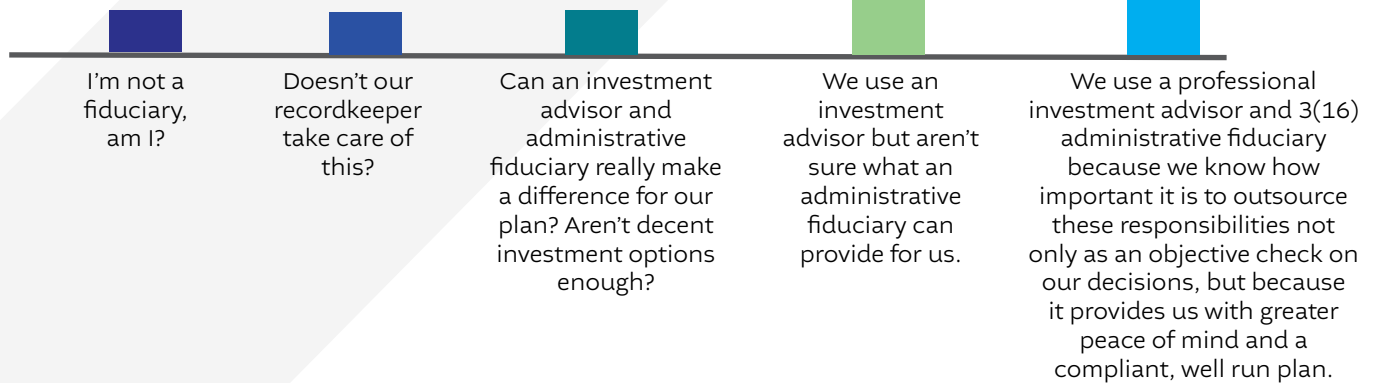 I’m not a
fiduciary,
am I?
Doesn’t our
recordkeeper
take care of
this?
Can an investment
advisor and
administrative
fiduciary really make
a difference for our
plan? Aren’t decent
investment options
enough?
We use an
investment
advisor but aren’t
sure what an
administrative
fiduciary can
provide for us.
We use a professional
investment advisor and 3(16)
administrative fiduciary
because we know how
important it is to outsource
these responsibilities not
only as an objective check on
our decisions, but because
it provides us with greater
peace of mind and a
compliant, well run plan.